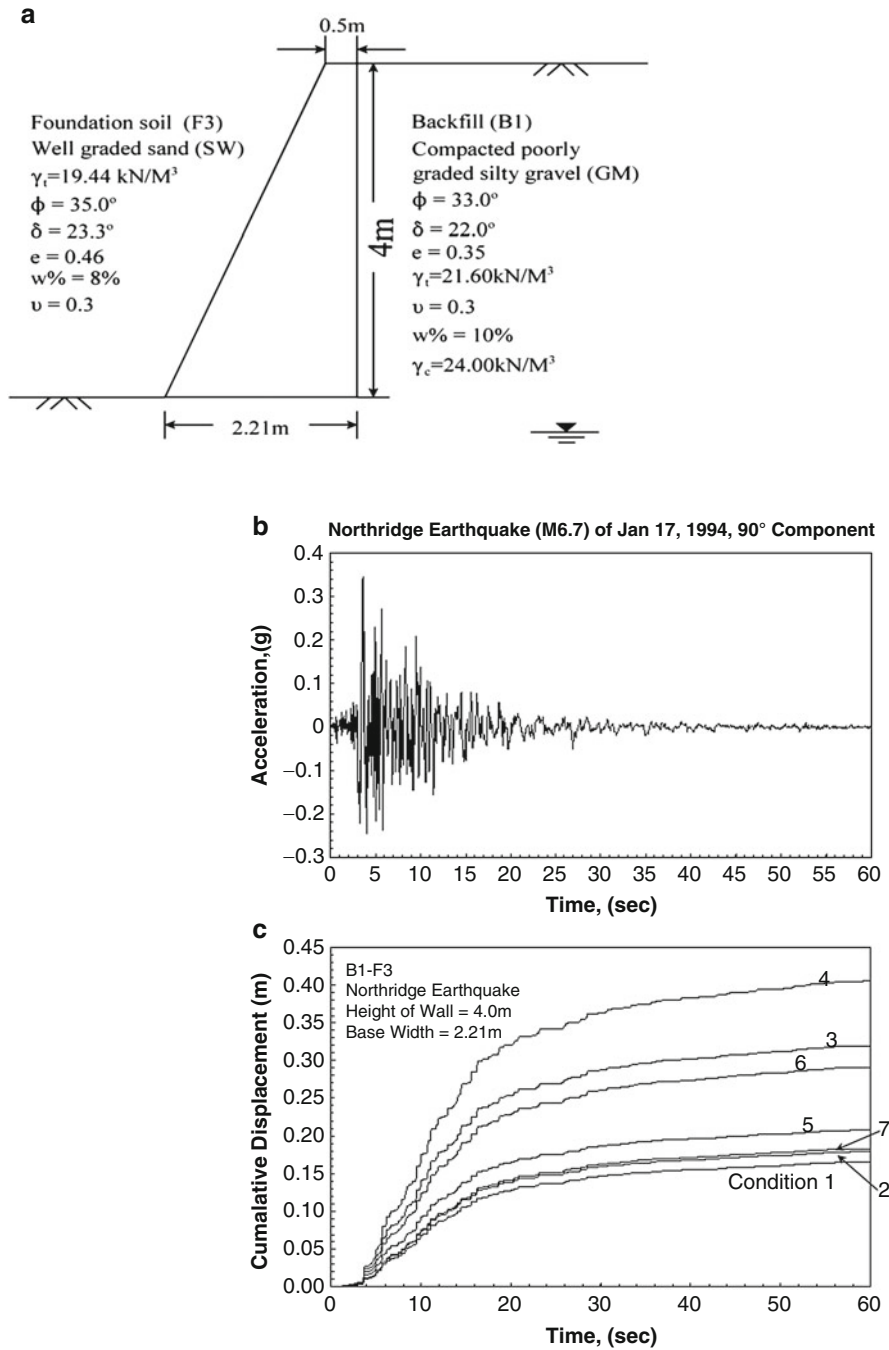 a
0.5m
Foundation soil (F3)
Well graded sand (SW)
γt=19.44 kN/M³
ϕ = 35.0º
δ = 23.3º
e = 0.46
w% = 8%
υ = 0.3
Backfill (B1)
Compacted poorly
graded silty gravel (GM)
ϕ = 33.0º
δ = 22.0º
e = 0.35
γt=21.60kN/M³
υ = 0.3
w% = 10%
γc=24.00kN/M³
4m
2.21m
b
Northridge Earthquake (M6.7) of Jan 17, 1994, 90° Component
Acceleration,(g)
0.4
0.3
0.2
0.1
0
−0.1
−0.2
−0.3
0 5 10 15 20 25 30 35 40 45 50 55 60
Time, (sec)
c
Cumalative Displacement (m)
0.45
0.40
0.35
0.30
0.25
0.20
0.15
0.10
0.05
0.00
B1-F3
Northridge Earthquake
Height of Wall = 4.0m
Base Width = 2.21m
4
3
6
5
7
Condition 1
2
0 10 20 30 40 50 60
Time, (sec)